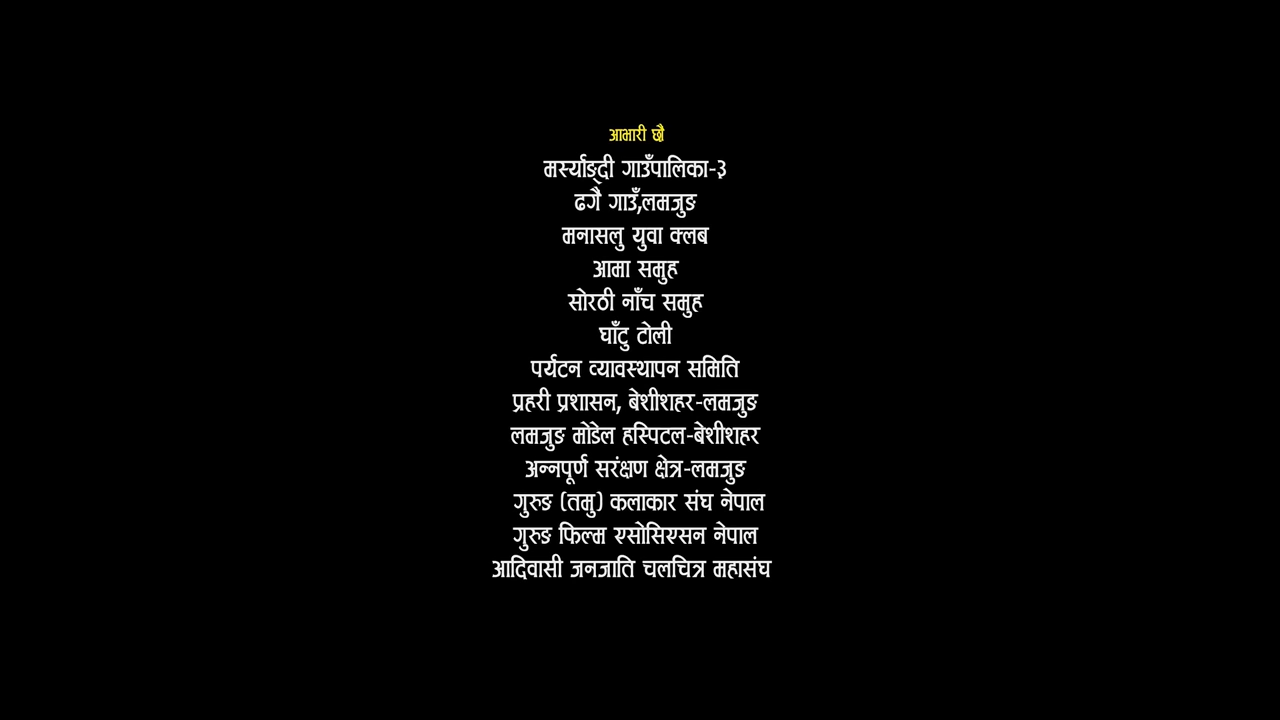 आभारी छौ
मर्स्याङ्दी गाउँपालिका-३
ढगै गाउँ,लमजुङ
मनासलु युवा क्लब
आमा समुह
सोरठी नाँच समुह
घाँटु टोली
पर्यटन व्यावस्थापन समिति
प्रहरी प्रशासन, बेशीशहर-लमजुङ
लमजुङ मोडेल हस्पिटल-बेशीशहर
अन्नपूर्ण सरंक्षण क्षेत्र-लमजुङ
गुरुङ (तमु) कलाकार संघ नेपाल
गुरुङ फिल्म एसोसिएसन नेपाल
आदिवासी जनजाति चलचित्र महासंघ